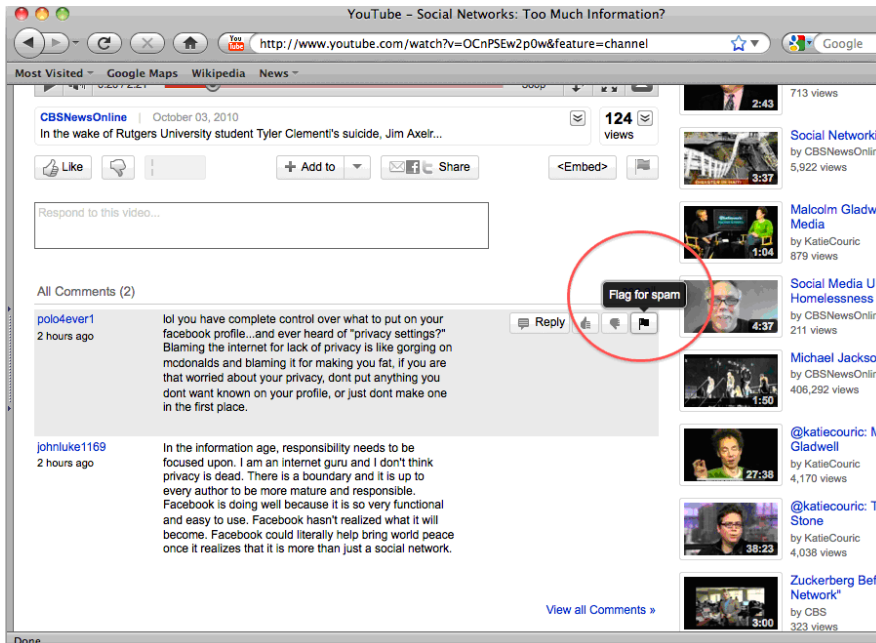 YouTube – Social Networks: Too Much Information?
You Tube
http://www.youtube.com/watch?v=OCnPSEw2p0w&feature=channel
Google
Most Visited
Google Maps
Wikipedia
News
CBSNewsOnline | October 03, 2010
In the wake of Rutgers University student Tyler Clementi's suicide, Jim Axelr...
124
views
Like
+ Add to
Share
<Embed>
Respond to this video...
All Comments (2)
Flag for spam
polo4ever1
2 hours ago
lol you have complete control over what to put on your
facebook profile...and ever heard of "privacy settings?"
Blaming the internet for lack of privacy is like gorging on
mcdonalds and blaming it for making you fat, if you are
that worried about your privacy, dont put anything you
dont want known on your profile, or just dont make one
in the first place.
Reply
johnluke1169
2 hours ago
In the information age, responsibility needs to be
focused upon. I am an internet guru and I don't think
privacy is dead. There is a boundary and it is up to
every author to be more mature and responsible.
Facebook is doing well because it is so very functional
and easy to use. Facebook hasn't realized what it will
become. Facebook could literally help bring world peace
once it realizes that it is more than just a social network.
View all Comments »
2:43
713 views
3:37
Social Networki
by CBSNewsOnlin
5,922 views
1:04
Malcolm Gladw
Media
by KatieCouric
879 views
4:37
Social Media U
Homelessness
by CBSNewsOnlin
211 views
1:50
Michael Jackso
by CBSNewsOnlin
406,292 views
27:38
@katiecouric: M
Gladwell
by KatieCouric
4,170 views
38:23
@katiecouric: T
Stone
by KatieCouric
4,038 views
3:00
Zuckerberg Bef
Network"
by CBS
323 views
Done